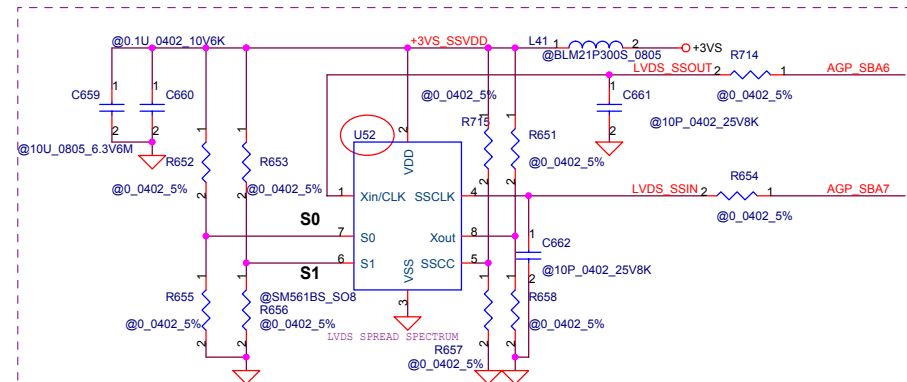 @0.1U_0402_10V6K
+3VS_SSVDD
L41
1
2
+3VS
@BLM21P300S_0805
R714
LVDS_SSOUT
2
1
AGP_SBA6
@0_0402_5%
1
C659
2
1
C660
2
@0_0402_5%
1
C661
2
@10P_0402_25V8K
@10U_0805_6.3V6M
U52
2
VDD
1
R715
2
1
R651
@0_0402_5%
2
1
R652
@0_0402_5%
2
1
R653
@0_0402_5%
2
1
Xin/CLK
SSCLK
4
LVDS_SSIN
2
R654
1
AGP_SBA7
@0_0402_5%
S0
7
S0
Xout
8
1
C662
2
@10P_0402_25V8K
S1
6
S1
SSCC
5
VSS
3
1
R655
@0_0402_5%
2
@SM561BS_SO8
1
R656
@0_0402_5%
2
LVDS SPREAD SPECTRUM
1
R657
@0_0402_5%
2
1
R658
@0_0402_5%
2